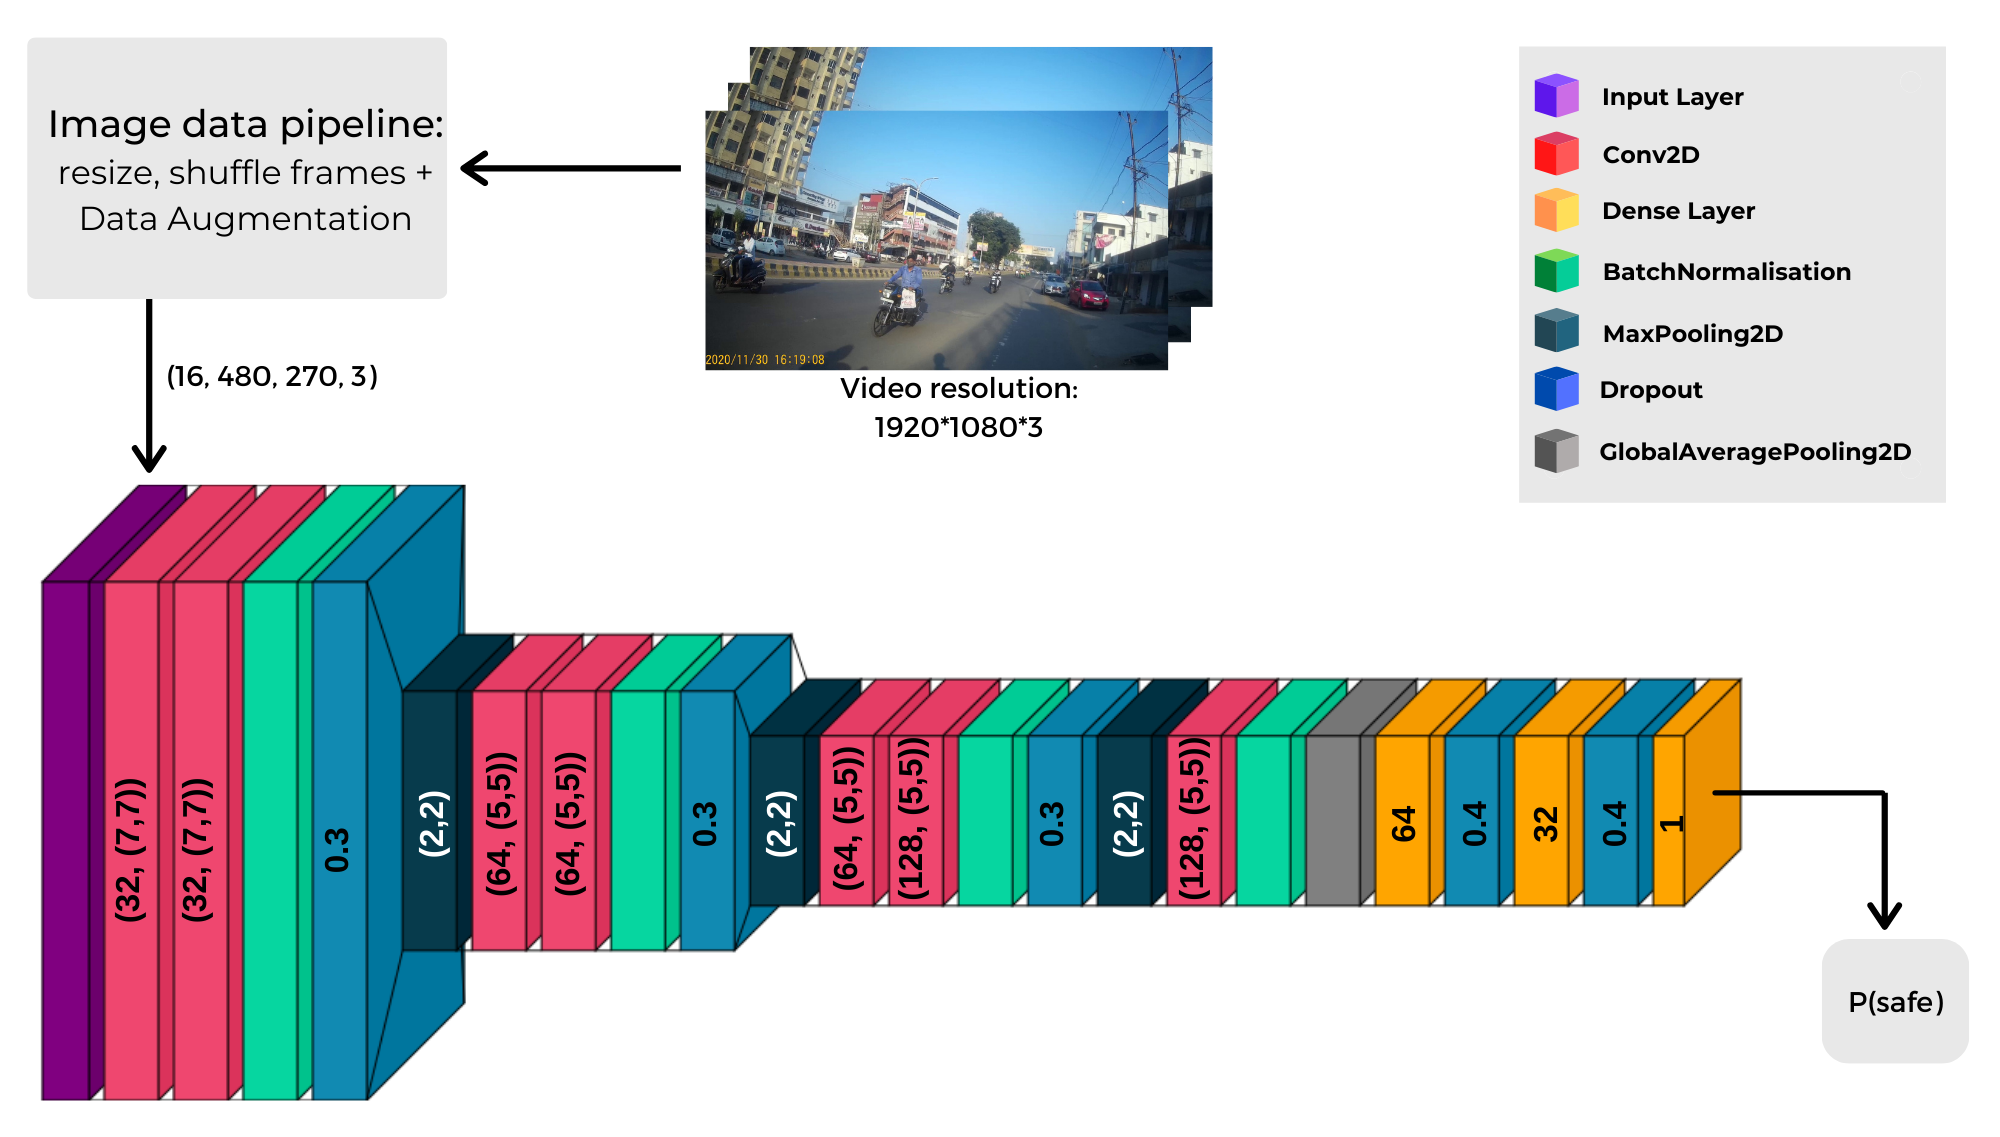 Image data pipeline:
resize, shuffle frames +
Data Augmentation
2020/11/30 16:19:08
Video resolution:
1920*1080*3
Input Layer
Conv2D
Dense Layer
BatchNormalisation
MaxPooling2D
Dropout
GlobalAveragePooling2D
(16, 480, 270, 3)
(32, (7,7))
(32, (7,7))
0.3
(2,2)
(64, (5,5))
(64, (5,5))
0.3
(2,2)
(64, (5,5))
(128, (5,5))
0.3
(2,2)
(128, (5,5))
64
0.4
32
0.4
1
P(safe)